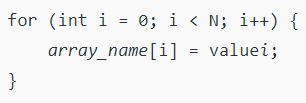 for (int i = 0; i < N; i++) {
    array_name[i] = valuei;
}